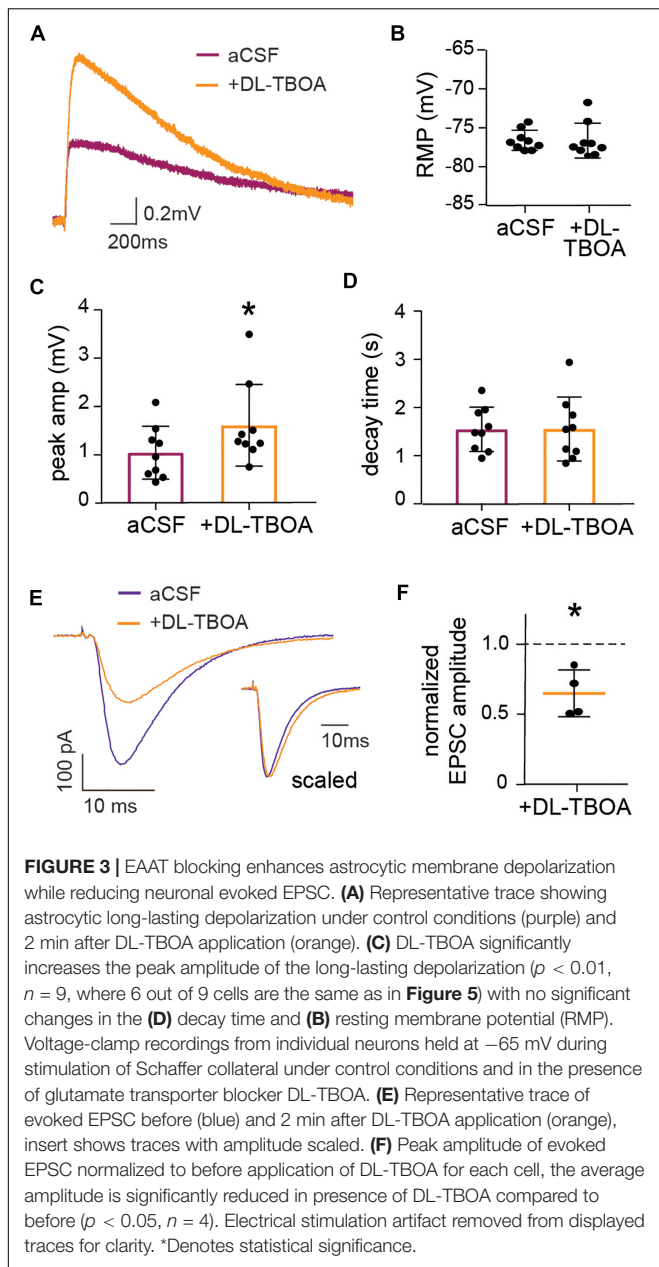 A
aCSF
+DL-TBOA
0.2mV
200ms
B
RMP (mV)
-65
-70
-75
-80
-85
aCSF
+DL-
TBOA
C
peak amp (mV)
4
3
2
1
0
*
aCSF
+DL-TBOA
D
decay time (s)
4
3
2
1
0
aCSF
+DL-TBOA
E
aCSF
+DL-TBOA
100 pA
10 ms
10ms
scaled
F
normalized
EPSC amplitude
1.0
0.5
0
*
+DL-TBOA
FIGURE 3 | EAAT blocking enhances astrocytic membrane depolarization
while reducing neuronal evoked EPSC. (A) Representative trace showing
astrocytic long-lasting depolarization under control conditions (purple) and
2 min after DL-TBOA application (orange). (C) DL-TBOA significantly
increases the peak amplitude of the long-lasting depolarization (p < 0.01,
n = 9, where 6 out of 9 cells are the same as in Figure 5) with no significant
changes in the (D) decay time and (B) resting membrane potential (RMP).
Voltage-clamp recordings from individual neurons held at −65 mV during
stimulation of Schaffer collateral under control conditions and in the presence
of glutamate transporter blocker DL-TBOA. (E) Representative trace of
evoked EPSC before (blue) and 2 min after DL-TBOA application (orange),
insert shows traces with amplitude scaled. (F) Peak amplitude of evoked
EPSC normalized to before application of DL-TBOA for each cell, the average
amplitude is significantly reduced in presence of DL-TBOA compared to
before (p < 0.05, n = 4). Electrical stimulation artifact removed from displayed
traces for clarity. *Denotes statistical significance.